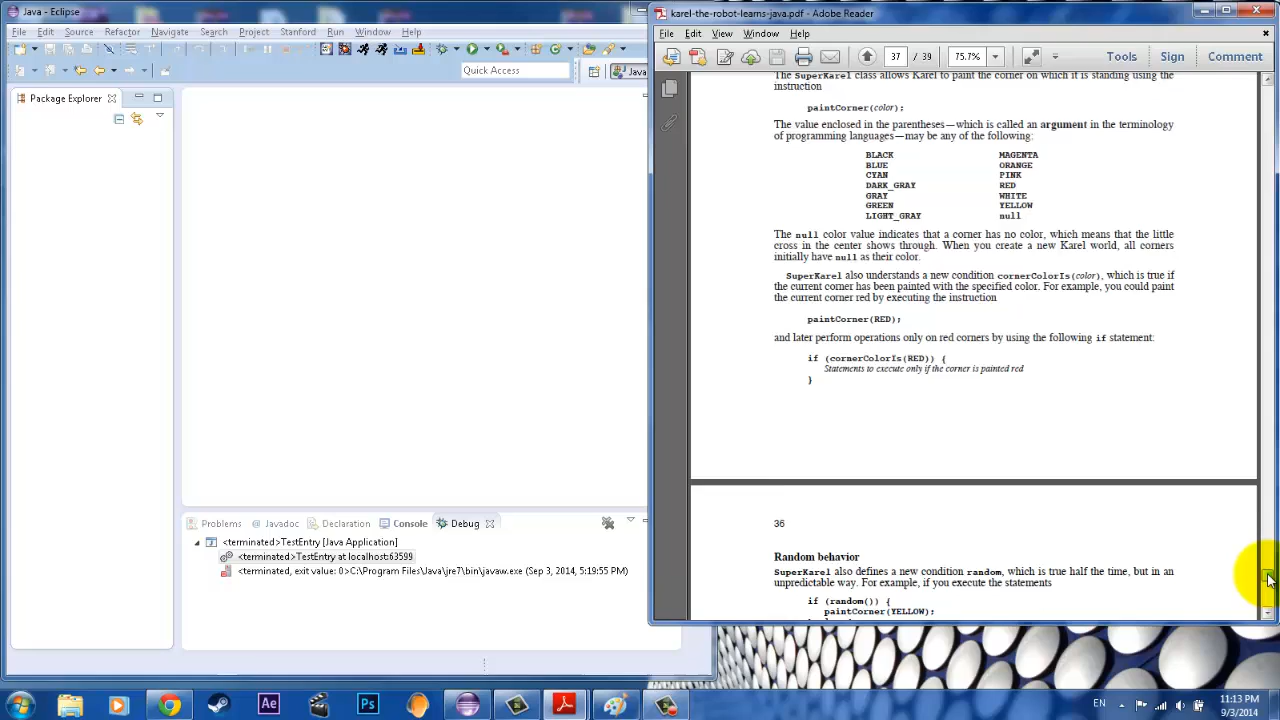 Java - Eclipse
File Edit Source Refactor Navigate Search Project Stanford Run Window Help
Quick Access
Java
Package Explorer
Problems Javadoc Declaration Console Debug
<terminated>TestEntry [Java Application]
<terminated>TestEntry at localhost:63599
<terminated, exit value: 0>C:\Program Files\Java\jre7\bin\javaw.exe (Sep 3, 2014, 5:19:55 PM)
karel-the-robot-learns-java.pdf - Adobe Reader
File Edit View Window Help
37 / 39 75.7% Tools Sign Comment
The SuperKarel class allows Karel to paint the corner on which it is standing using the
instruction
paintCorner(color);
The value enclosed in the parentheses—which is called an argument in the terminology
of programming languages—may be any of the following:
BLACK MAGENTA
BLUE ORANGE
CYAN PINK
DARK_GRAY RED
GRAY WHITE
GREEN YELLOW
LIGHT_GRAY null
The null color value indicates that a corner has no color, which means that the little
cross in the center shows through. When you create a new Karel world, all corners
initially have null as their color.
SuperKarel also understands a new condition cornerColorIs(color), which is true if
the current corner has been painted with the specified color. For example, you could paint
the current corner red by executing the instruction
paintCorner(RED);
and later perform operations only on red corners by using the following if statement:
if (cornerColorIs(RED)) {
Statements to execute only if the corner is painted red
}
36
Random behavior
SuperKarel also defines a new condition random, which is true half the time, but in an
unpredictable way. For example, if you execute the statements
if (random()) {
paintCorner(YELLOW);
Ae Ps
EN
11:13 PM
9/3/2014